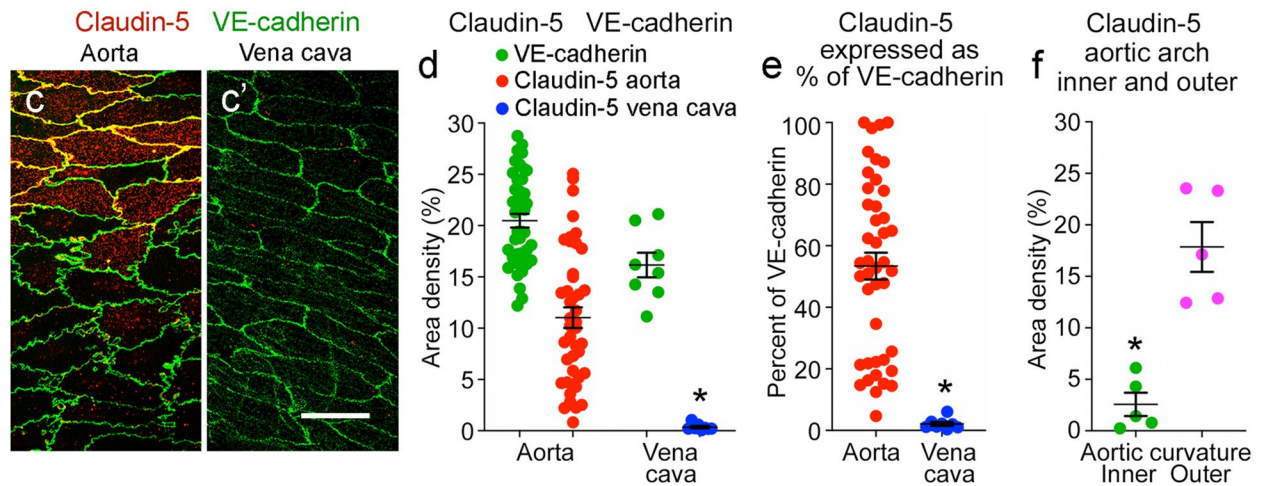 Claudin-5 VE-cadherin
Aorta Vena cava
c c’
d
Claudin-5 VE-cadherin
VE-cadherin
Claudin-5 aorta
Claudin-5 vena cava
Area density (%)
30
25
20
15
10
5
0
*
Aorta Vena
cava
e
Claudin-5
expressed as
% of VE-cadherin
Percent of VE-cadherin
100
80
60
40
20
0
*
Aorta Vena
cava
f
Claudin-5
aortic arch
inner and outer
Area density (%)
30
25
20
15
10
5
0
*
Aortic curvature
Inner Outer